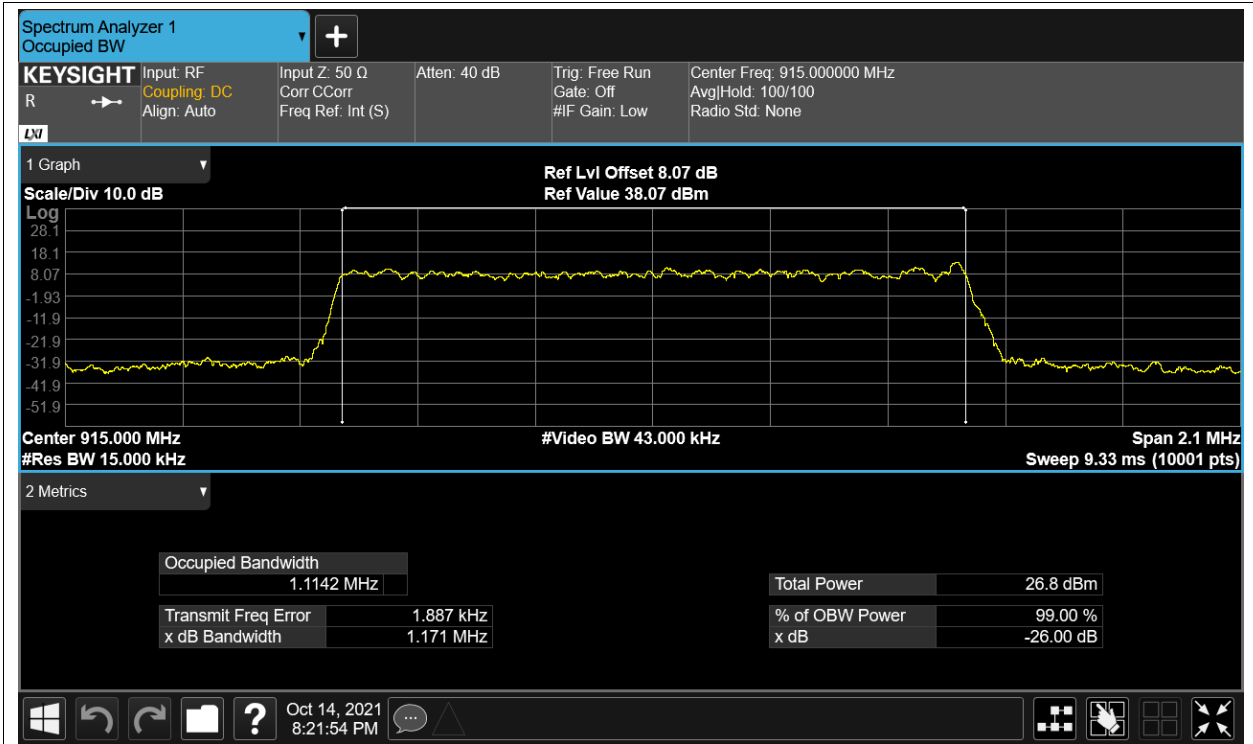 Spectrum Analyzer 1
Occupied BW
KEYSIGHT
R
LXI
Input: RF
Coupling: DC
Align: Auto
Input Z: 50 Ω
Corr CCorr
Freq Ref: Int (S)
Atten: 40 dB
Trig: Free Run
Gate: Off
#IF Gain: Low
Center Freq: 915.000000 MHz
Avg|Hold: 100/100
Radio Std: None
1 Graph
Scale/Div 10.0 dB
Ref Lvl Offset 8.07 dB
Ref Value 38.07 dBm
Log
28.1
18.1
8.07
-1.93
-11.9
-21.9
-31.9
-41.9
-51.9
Center 915.000 MHz
#Video BW 43.000 kHz
Span 2.1 MHz
#Res BW 15.000 kHz
Sweep 9.33 ms (10001 pts)
2 Metrics
Occupied Bandwidth
1.1142 MHz
Total Power 26.8 dBm
Transmit Freq Error 1.887 kHz
% of OBW Power 99.00 %
x dB Bandwidth 1.171 MHz
x dB -26.00 dB
?
Oct 14, 2021
8:21:54 PM